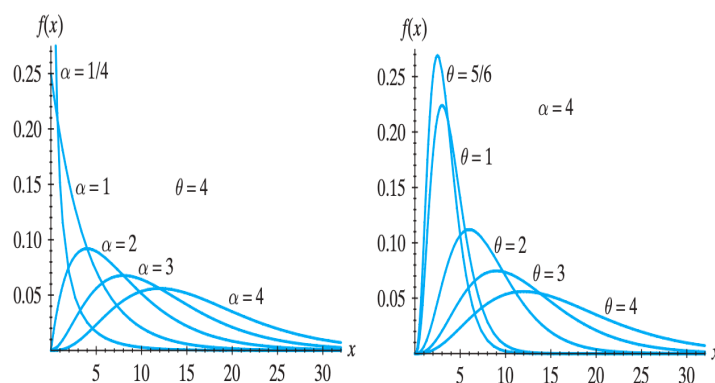 f(x)
0.25
α = 1/4
0.20
0.15
α = 1
θ = 4
0.10
α = 2
α = 3
0.05
α = 4
x
5 10 15 20 25 30
f(x)
0.25
θ = 5/6
α = 4
0.20
θ = 1
0.15
0.10
θ = 2
θ = 3
0.05
θ = 4
x
5 10 15 20 25 30